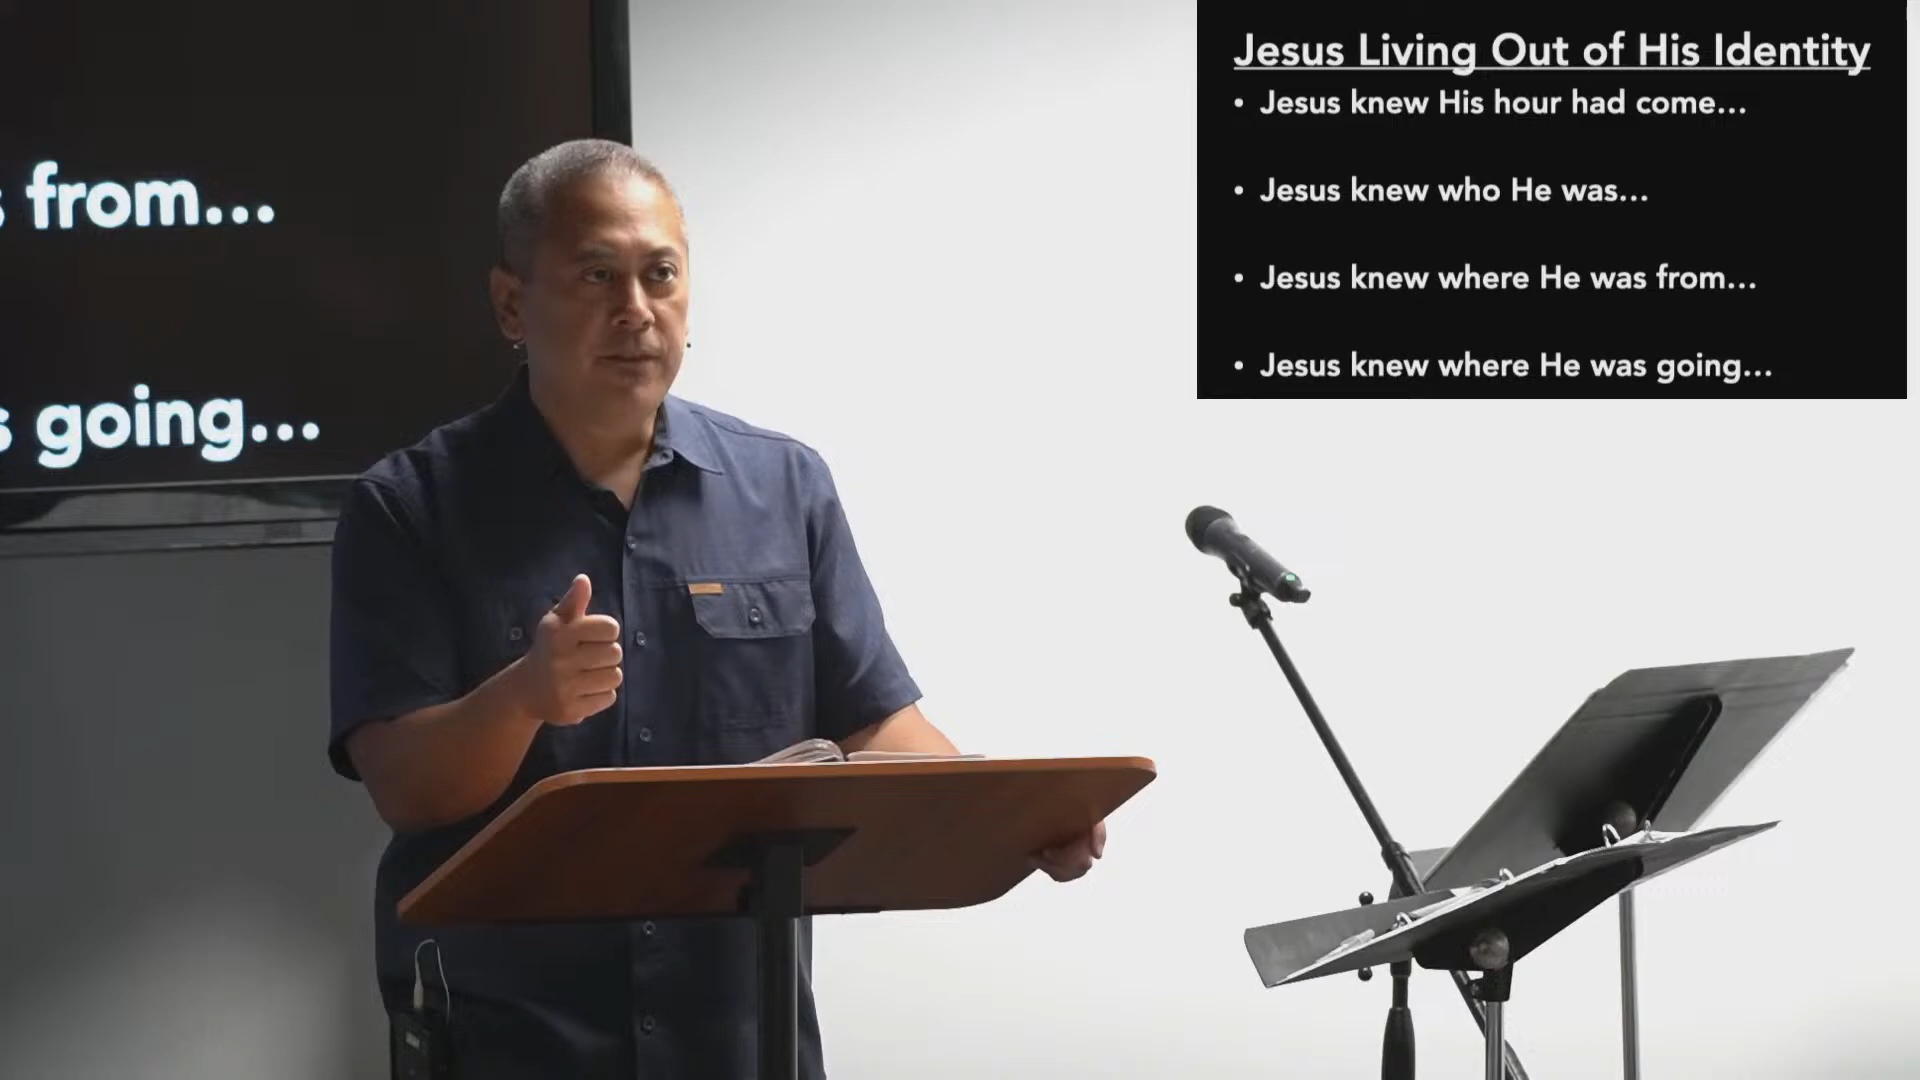 s from...
s going...
Jesus Living Out of His Identity
• Jesus knew His hour had come...
• Jesus knew who He was...
• Jesus knew where He was from...
• Jesus knew where He was going...